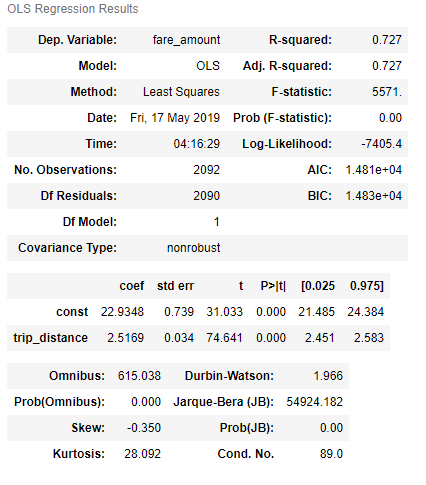 OLS Regression Results
Dep. Variable: fare_amount R-squared: 0.727
Model: OLS Adj. R-squared: 0.727
Method: Least Squares F-statistic: 5571.
Date: Fri, 17 May 2019 Prob (F-statistic): 0.00
Time: 04:16:29 Log-Likelihood: -7405.4
No. Observations: 2092 AIC: 1.481e+04
Df Residuals: 2090 BIC: 1.483e+04
Df Model: 1
Covariance Type: nonrobust
coef std err t P>|t| [0.025 0.975]
const 22.9348 0.739 31.033 0.000 21.485 24.384
trip_distance 2.5169 0.034 74.641 0.000 2.451 2.583
Omnibus: 615.038 Durbin-Watson: 1.966
Prob(Omnibus): 0.000 Jarque-Bera (JB): 54924.182
Skew: -0.350 Prob(JB): 0.00
Kurtosis: 28.092 Cond. No. 89.0